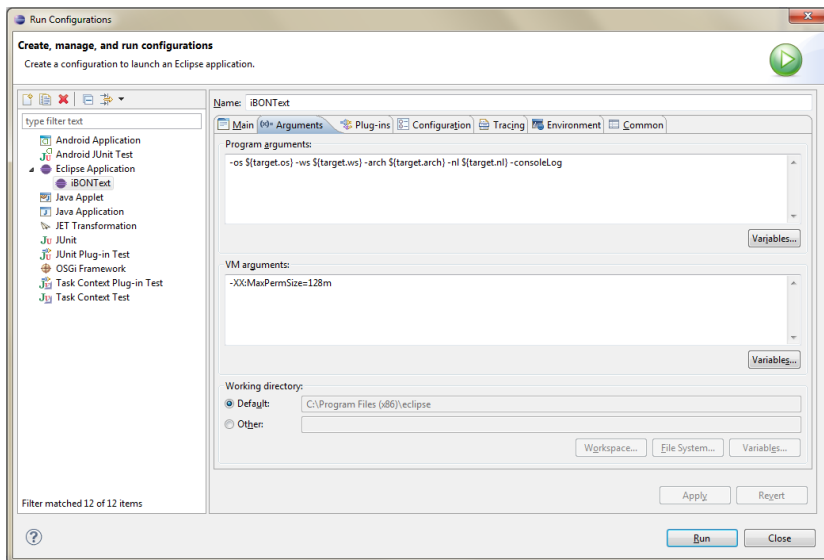 Run Configurations
Create, manage, and run configurations
Create a configuration to launch an Eclipse application.
type filter text
Android Application
Android JUnit Test
Eclipse Application
iBONText
Java Applet
Java Application
JET Transformation
JUnit
JUnit Plug-in Test
OSGi Framework
Task Context Plug-in Test
Task Context Test
Filter matched 12 of 12 items
Name: iBONText
Main Arguments Plug-ins Configuration Tracing Environment Common
Program arguments:
-os ${target.os} -ws ${target.ws} -arch ${target.arch} -nl ${target.nl} -consoleLog
Variables...
VM arguments:
-XX:MaxPermSize=128m
Variables...
Working directory:
Default: C:\Program Files (x86)\eclipse
Other:
Workspace... File System... Variables...
Apply Revert
Run Close